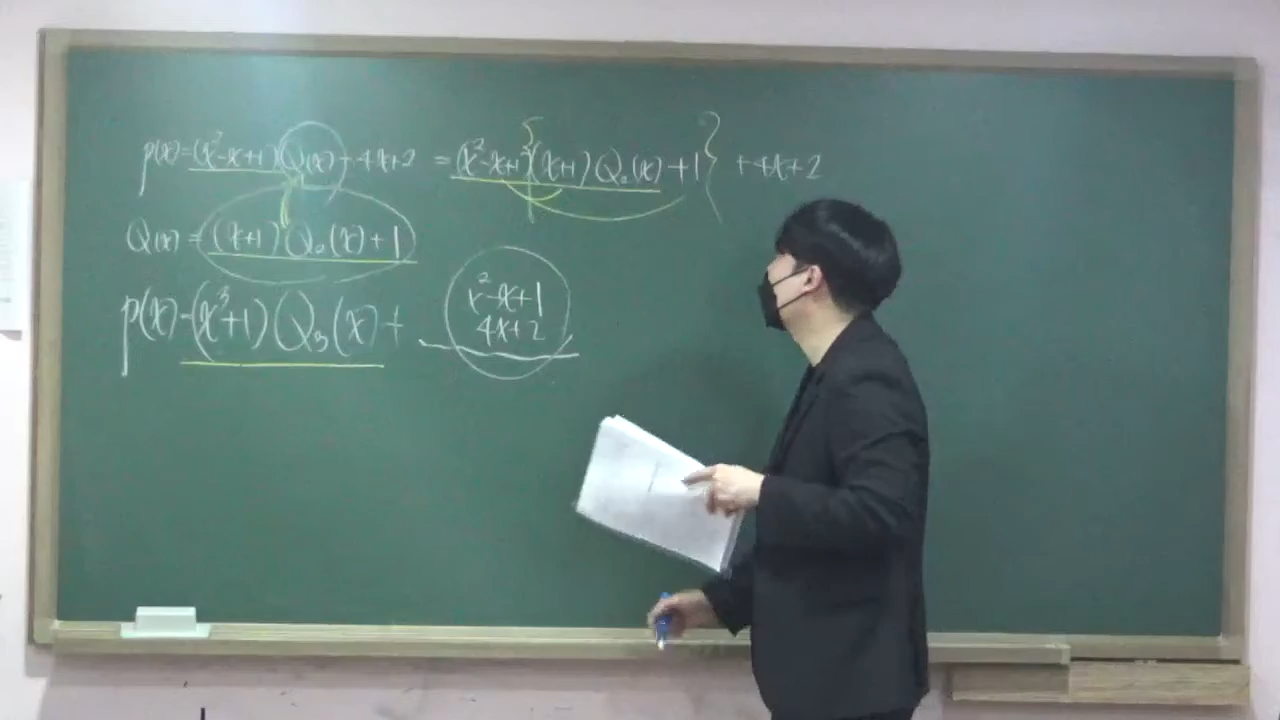 p(x)=(x²-x+1)Q(x)+4x+2 =(x²-x+1){(x+1)Q₂(x)+1}+4x+2
Q(x)=(x+1)Q₂(x)+1
p(x)=(x³+1)Q₃(x)+
x²-x+1
4x+2